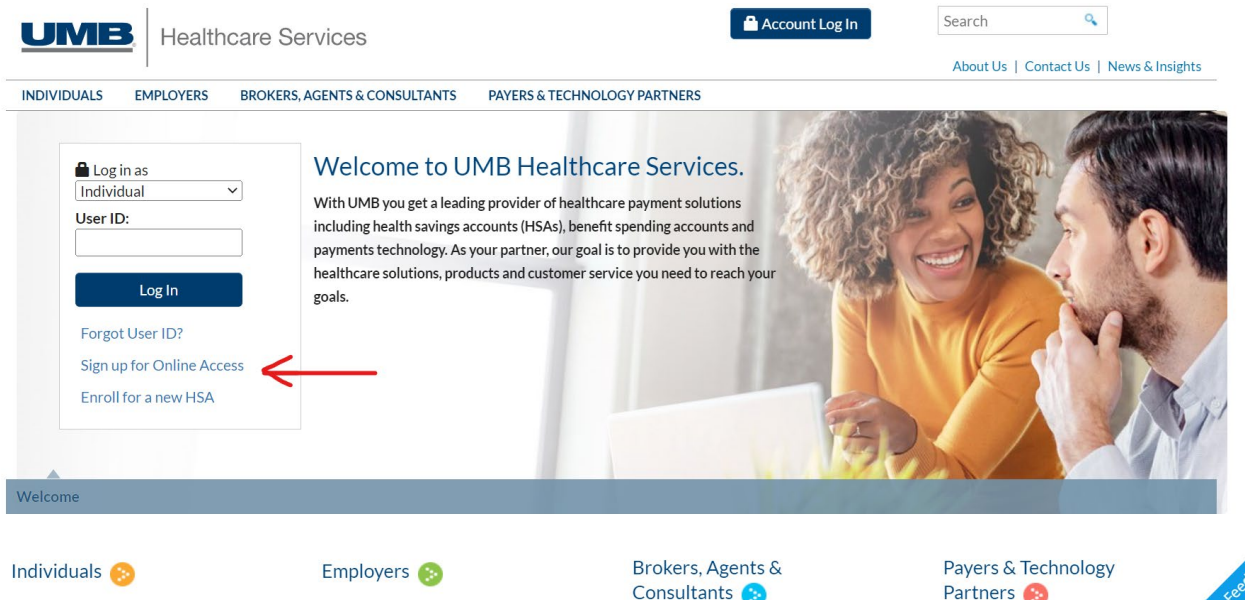 UMB Healthcare Services
Account Log In
Search
About Us | Contact Us | News & Insights
INDIVIDUALS EMPLOYERS BROKERS, AGENTS & CONSULTANTS PAYERS & TECHNOLOGY PARTNERS
Log in as
Individual
User ID:
Log In
Forgot User ID?
Sign up for Online Access
Enroll for a new HSA
Welcome to UMB Healthcare Services.
With UMB you get a leading provider of healthcare payment solutions
including health savings accounts (HSAs), benefit spending accounts and
payments technology. As your partner, our goal is to provide you with the
healthcare solutions, products and customer service you need to reach your
goals.
Welcome
Individuals
Employers
Brokers, Agents &
Consultants
Payers & Technology
Partners